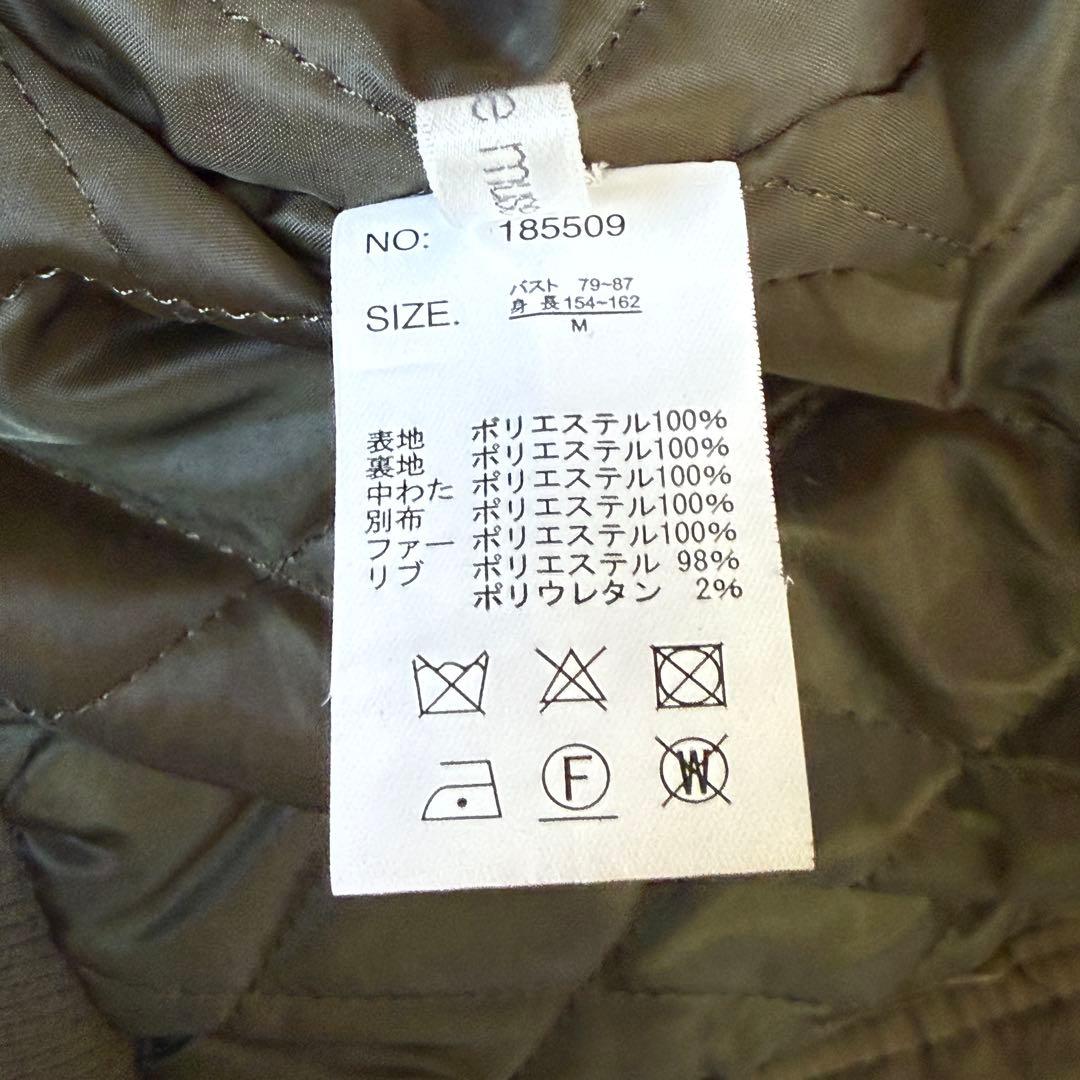 e mus
NO: 185509
SIZE. バスト 79~87
身長 154~162
M
表地 ポリエステル100%
裏地 ポリエステル100%
中わた ポリエステル100%
別布 ポリエステル100%
ファー ポリエステル100%
リブ ポリエステル 98%
ポリウレタン 2%
F
W